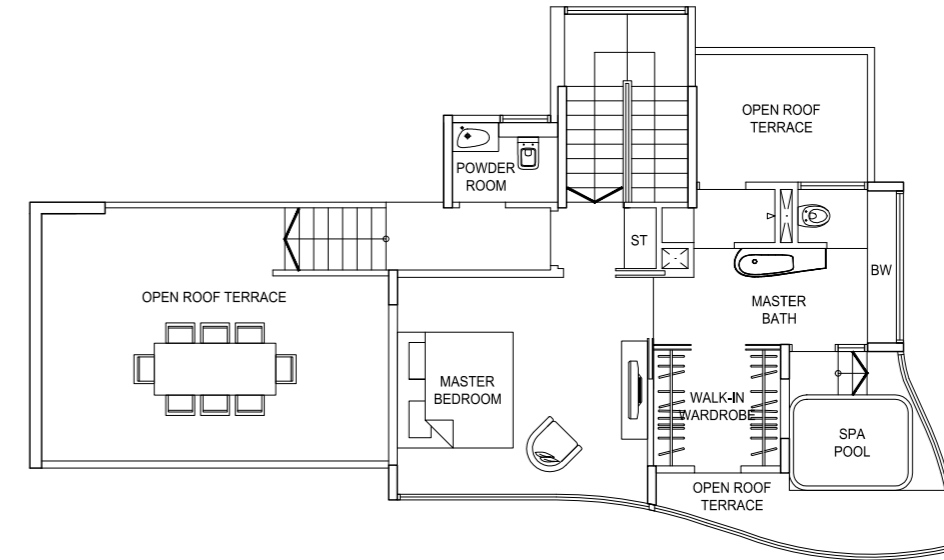 OPEN ROOF
TERRACE
POWDER
ROOM
ST
BW
OPEN ROOF TERRACE
MASTER
BATH
MASTER
BEDROOM
WALK-IN
WARDROBE
SPA
POOL
OPEN ROOF
TERRACE